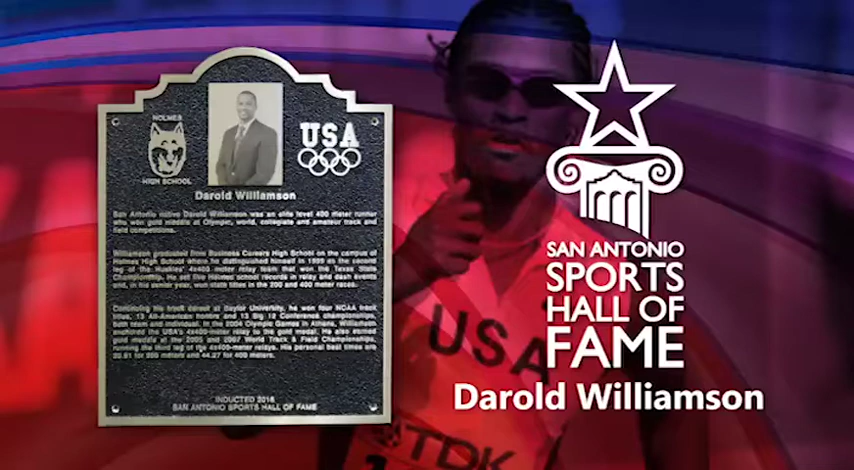 HOLMES
HIGH SCHOOL
USA
Darold Williamson
San Antonio native Darold Williamson was an elite level 400 meter runner
who won gold medals at Olympic, world, collegiate and amateur track and
field competitions.
Williamson graduated from Business Careers High School on the campus of
Holmes High School where he distinguished himself in 1999 as the second
leg of the Huskies' 4x400 meter relay team that won the Texas State
Championship. He set five Holmes school records in relay and dash events
and, in his senior year, won state titles in the 200 and 400 meter races.
Continuing his track career at Baylor University, he won four NCAA track
titles, 13 All-American honors and 13 Big 12 Conference championships,
both team and individual. In the 2004 Olympic Games in Athens, Williamson
anchored the USA's 4x400-meter relay to the gold medal. He also earned
gold medals at the 2005 and 2007 World Track & Field Championships,
running the third leg of the 4x400-meter relays. His personal best times are
for 200 meters and 44.27 for 400 meters.
INDUCTED 2016
SAN ANTONIO SPORTS HALL OF FAME
SAN ANTONIO
SPORTS
HALL OF
FAME
Darold Williamson
USA
TDK